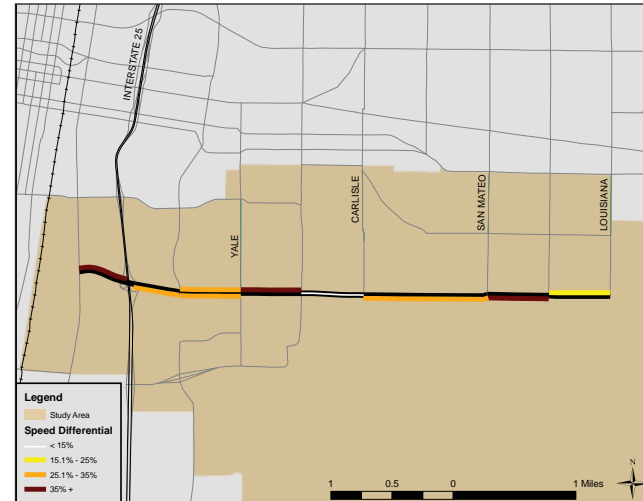 INTERSTATE 25
YALE
CARLISLE
SAN MATEO
LOUISIANA
Legend
Study Area
Speed Differential
< 15%
15.1% - 25%
25.1% - 35%
35% +
1 0.5 0 1 Miles
N